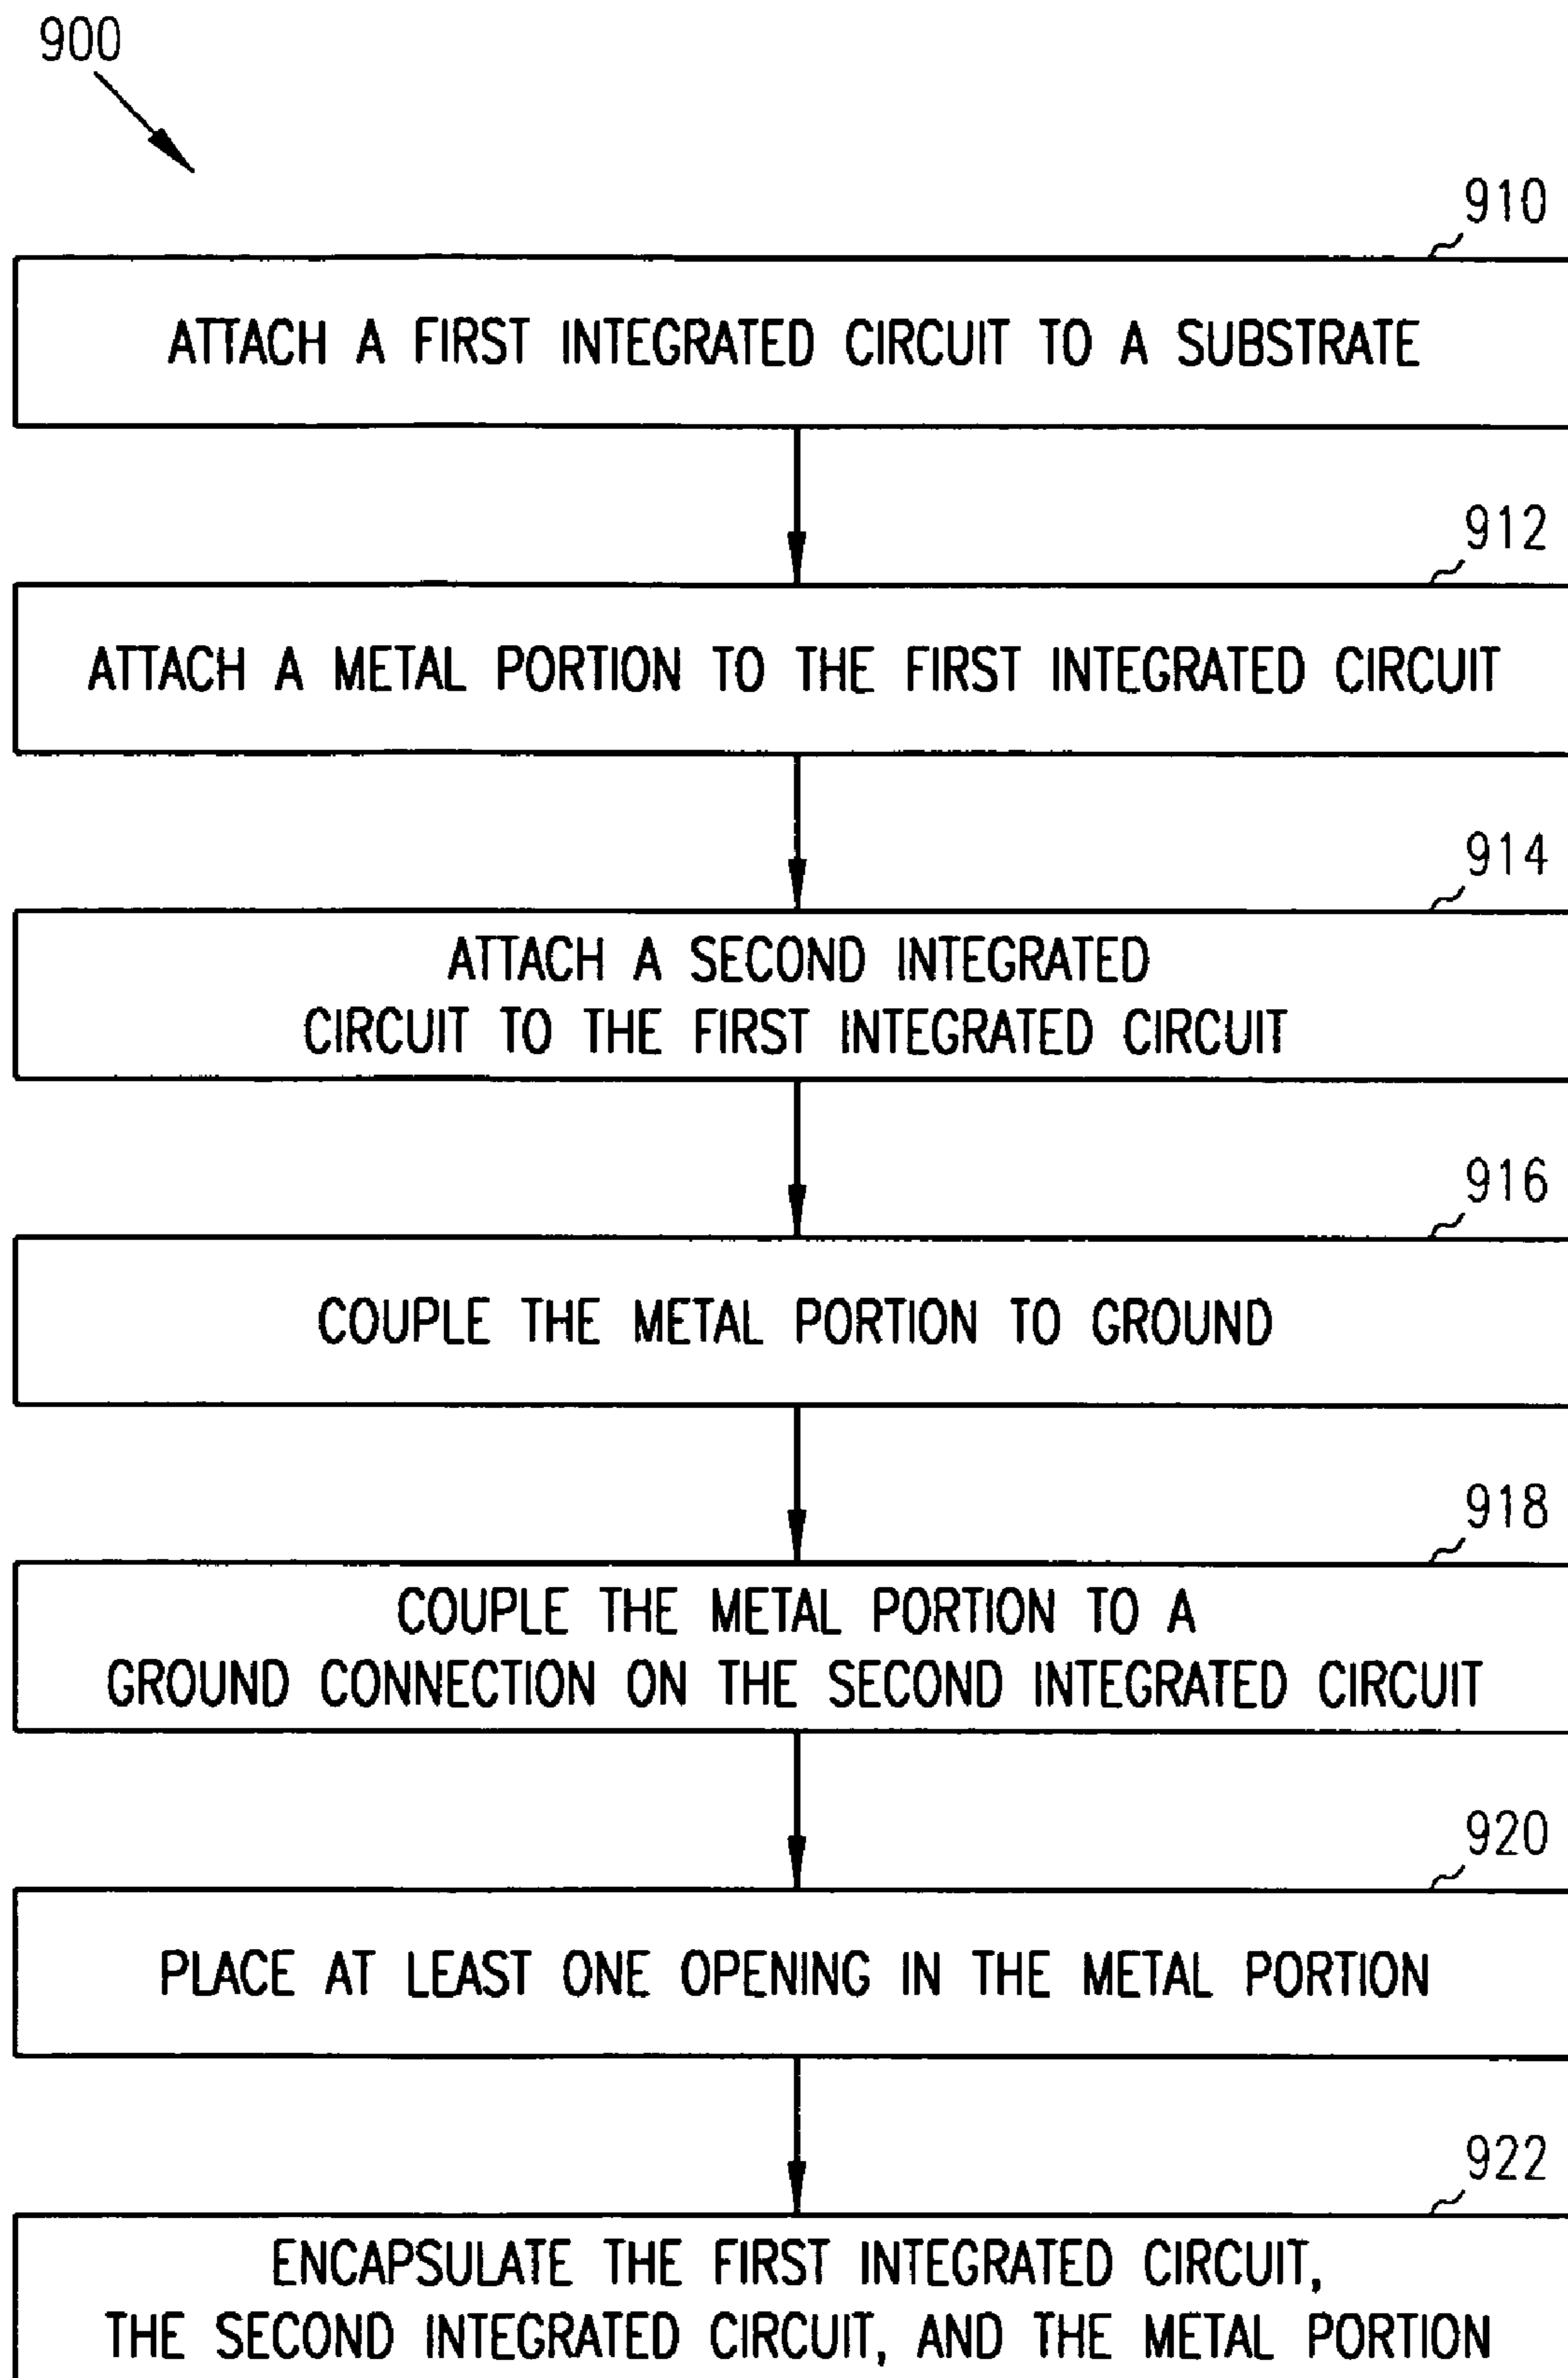 900
910
ATTACH A FIRST INTEGRATED CIRCUIT TO A SUBSTRATE
912
ATTACH A METAL PORTION TO THE FIRST INTEGRATED CIRCUIT
914
ATTACH A SECOND INTEGRATED
CIRCUIT TO THE FIRST INTEGRATED CIRCUIT
916
COUPLE THE METAL PORTION TO GROUND
918
COUPLE THE METAL PORTION TO A
GROUND CONNECTION ON THE SECOND INTEGRATED CIRCUIT
920
PLACE AT LEAST ONE OPENING IN THE METAL PORTION
922
ENCAPSULATE THE FIRST INTEGRATED CIRCUIT,
THE SECOND INTEGRATED CIRCUIT, AND THE METAL PORTION